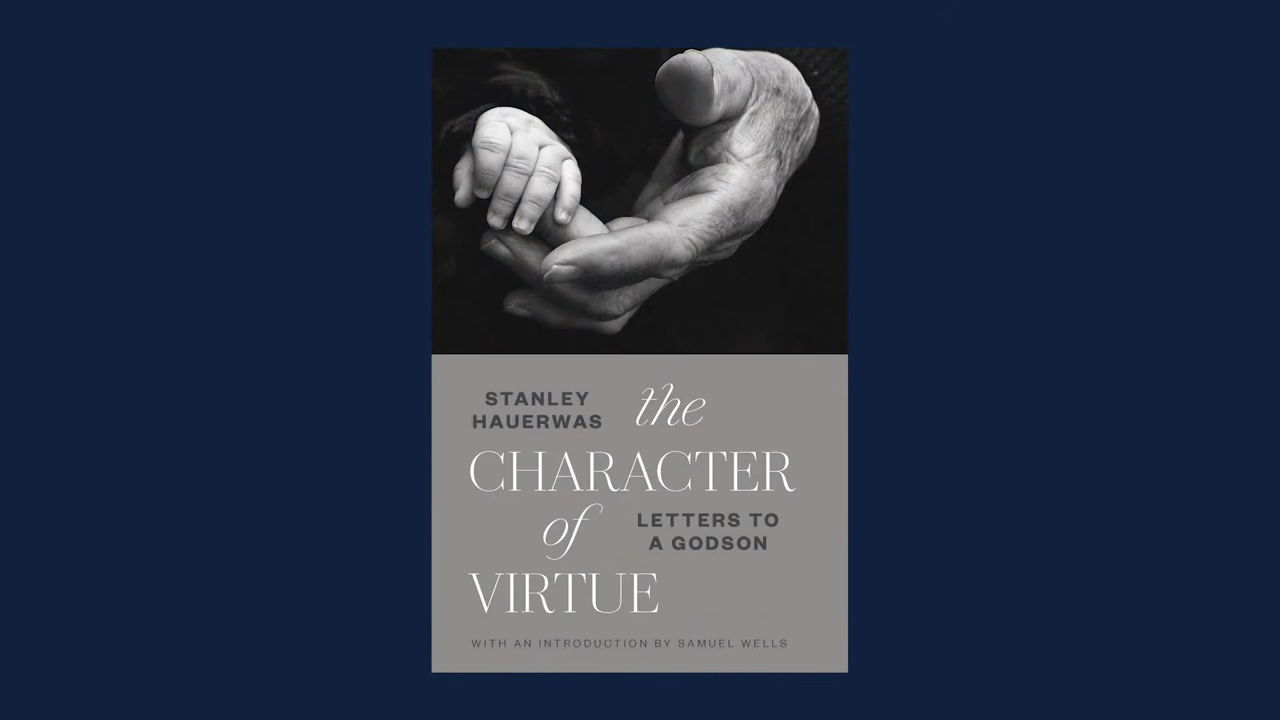 STANLEY
HAUERWAS
the
CHARACTER
of
LETTERS TO
A GODSON
VIRTUE
WITH AN INTRODUCTION BY SAMUEL WELLS